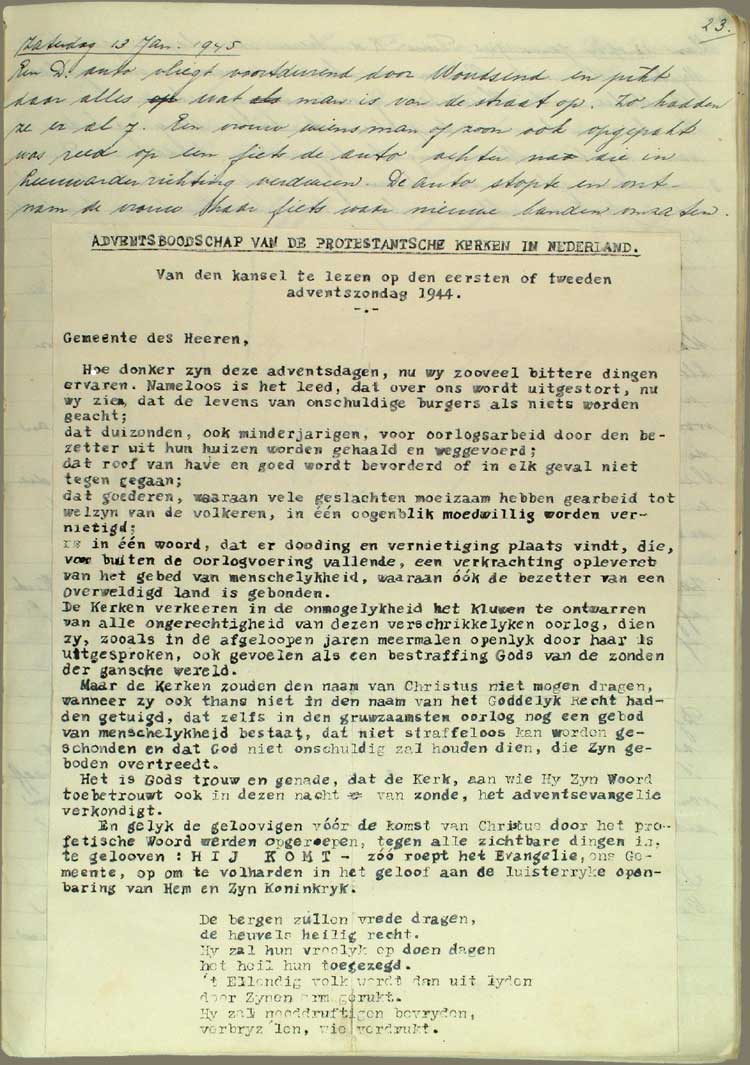 23.
Zaterdag 13 Jan. 1945
Een D. auto vliegt voortdurend door Woudsend en pikt
daar alles op wat als man is van de straat op. Zo hadden
ze er al 7. Een vrouw wiens man of zoon ook opgepakt
was reed op een fiets de auto achter na die in
Leeuwarder richting verdween. De auto stopte en ont-
nam de vrouw haar fiets waar nieuwe banden omzaten.
ADVENTSBOODSCHAP VAN DE PROTESTANTSCHE KERKEN IN NEDERLAND.
Van den kansel te lezen op den eersten of tweeden
adventszondag 1944.
-.-
Gemeente des Heeren,
Hoe donker zyn deze adventsdagen, nu wy zooveel bittere dingen
ervaren. Nameloos is het leed, dat over ons wordt uitgestort, nu
wy zien, dat de levens van onschuldige burgers als niets worden
geacht;
dat duizonden, ook minderjarigen, voor oorlogsarbeid door den be-
zetter uit hun huizen worden gehaald en weggevoerd;
dat roof van have en goed wordt bevorderd of in elk geval niet
tegen gegaan;
dat goederen, waaraan vele geslachten moeizaam hebben gearbeid tot
welzyn van de volkeren, in één oogenblik moedwillig worden ver-
nietigd;
in één woord, dat er dooding en vernietiging plaats vindt, die,
buiten de oorlogvoering vallende, een verkrachting opleveret
van het gebed van menschelykheid, waaraan óók de bezetter van een
overweldigd land is gebonden.
De Kerken verkeeren in de onmogelykheid het kluwen te ontwarren
van alle ongerechtigheid van dezen verschrikkelyken oorlog, dien
zy, zooals in de afgeloopen jaren meermalen openlyk door haar is
uitgesproken, ook gevoelen als een bestraffing Gods van de zonden
der gansche wereld.
Maar de Kerken zouden den naam van Christus niet mogen dragen,
wanneer zy ook thans niet in den naam van het Goddelyk Recht had-
den getuigd, dat zelfs in den gruwzaamsten oorlog nog een gebod
van menschelykheid bestaat, dat niet straffeloos kan worden ge-
schonden en dat God niet onschuldig zal houden dien, die Zyn ge-
boden overtreedt.
Het is Gods trouw en genade, dat de Kerk, aan wie Hy Zyn Woord
toebetrouwt ook in dezen nacht van zonde, het adventsevangelie
verkondigt.
En gelyk de geloovigen vóór de komst van Christus door het pro-
fetische Woord werden opgeroepen, tegen alle zichtbare dingen in,
te gelooven : H I J K O M T - zóó roept het Evangelie, ons Ge-
meente, op om te volharden in het geloof aan de luisterryke open-
baring van Hem en Zyn Koninkryk.
De bergen zullen vrede dragen,
de heuvels heilig recht.
Hy zal hun vroolyk op doen dagen
het heil hun toegezegd.
't Ellendig volk wordt dan uit lyden
door Zynen arm gerukt.
Hy zal nooddruftigen bevryden,
verbryz'len, wie verdrukt.